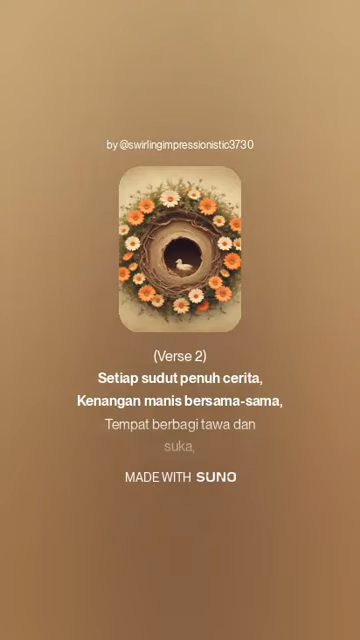 by @swirlingimpressionistic3730
(Verse 2)
Setiap sudut penuh cerita,
Kenangan manis bersama-sama,
Tempat berbagi tawa dan
suka,
MADE WITH SUNO